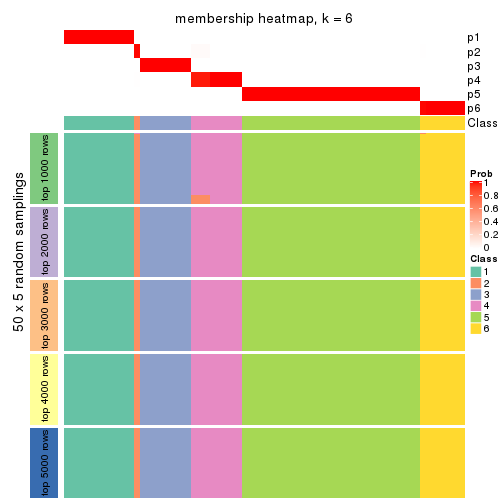 membership heatmap, k = 6
p1
p2
p3
p4
p5
p6
Class
50 x 5 random samplings
top 1000 rows
top 2000 rows
top 3000 rows
top 4000 rows
top 5000 rows
Prob
1
0.8
0.6
0.4
0.2
0
Class
1
2
3
4
5
6